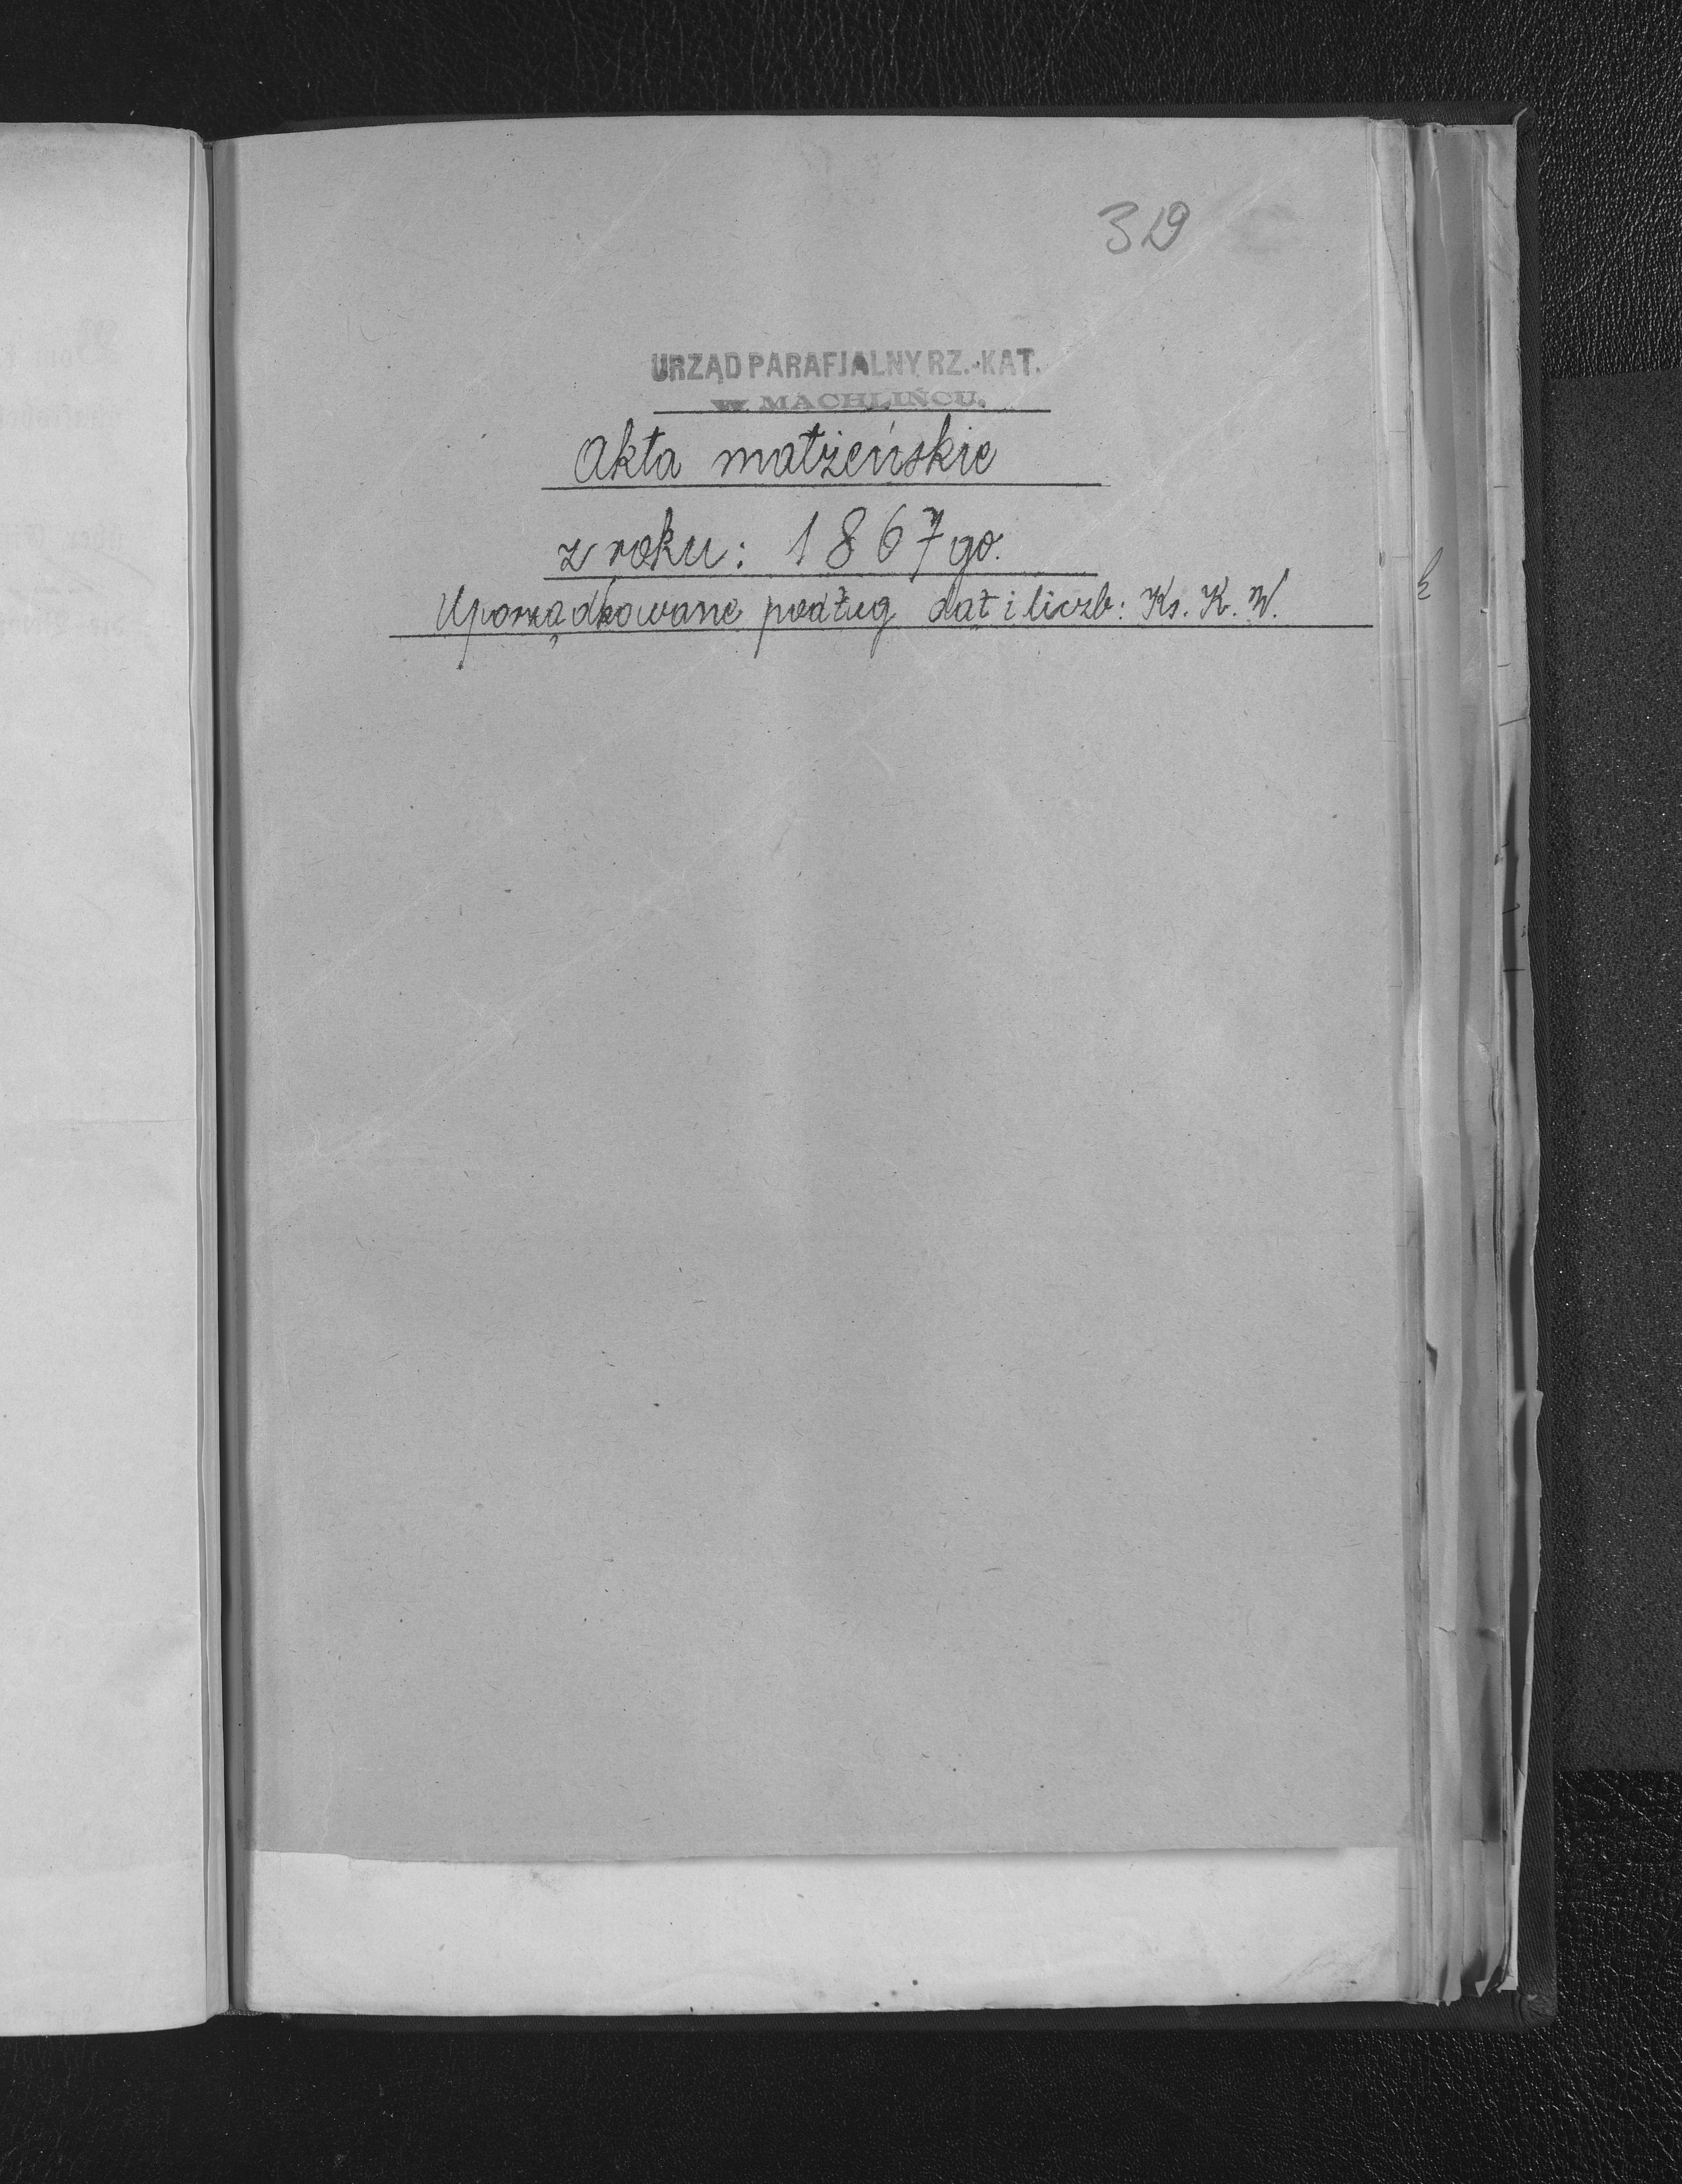 319
URZĄD PARAFJALNY RZ.-KAT.
W MACHLIŃCU.
Akta małżeńskie
z roku: 1867go.
Uporządkowane podług dat i liczb: Ks. K. W.